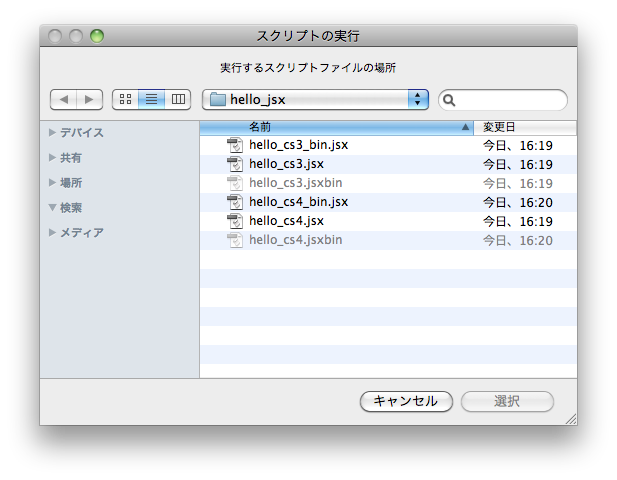 スクリプトの実行
実行するスクリプトファイルの場所
hello_jsx
デバイス
共有
場所
検索
メディア
名前 変更日
hello_cs3_bin.jsx 今日、16:19
hello_cs3.jsx 今日、16:19
hello_cs3.jsxbin 今日、16:19
hello_cs4_bin.jsx 今日、16:20
hello_cs4.jsx 今日、16:19
hello_cs4.jsxbin 今日、16:20
キャンセル 選択